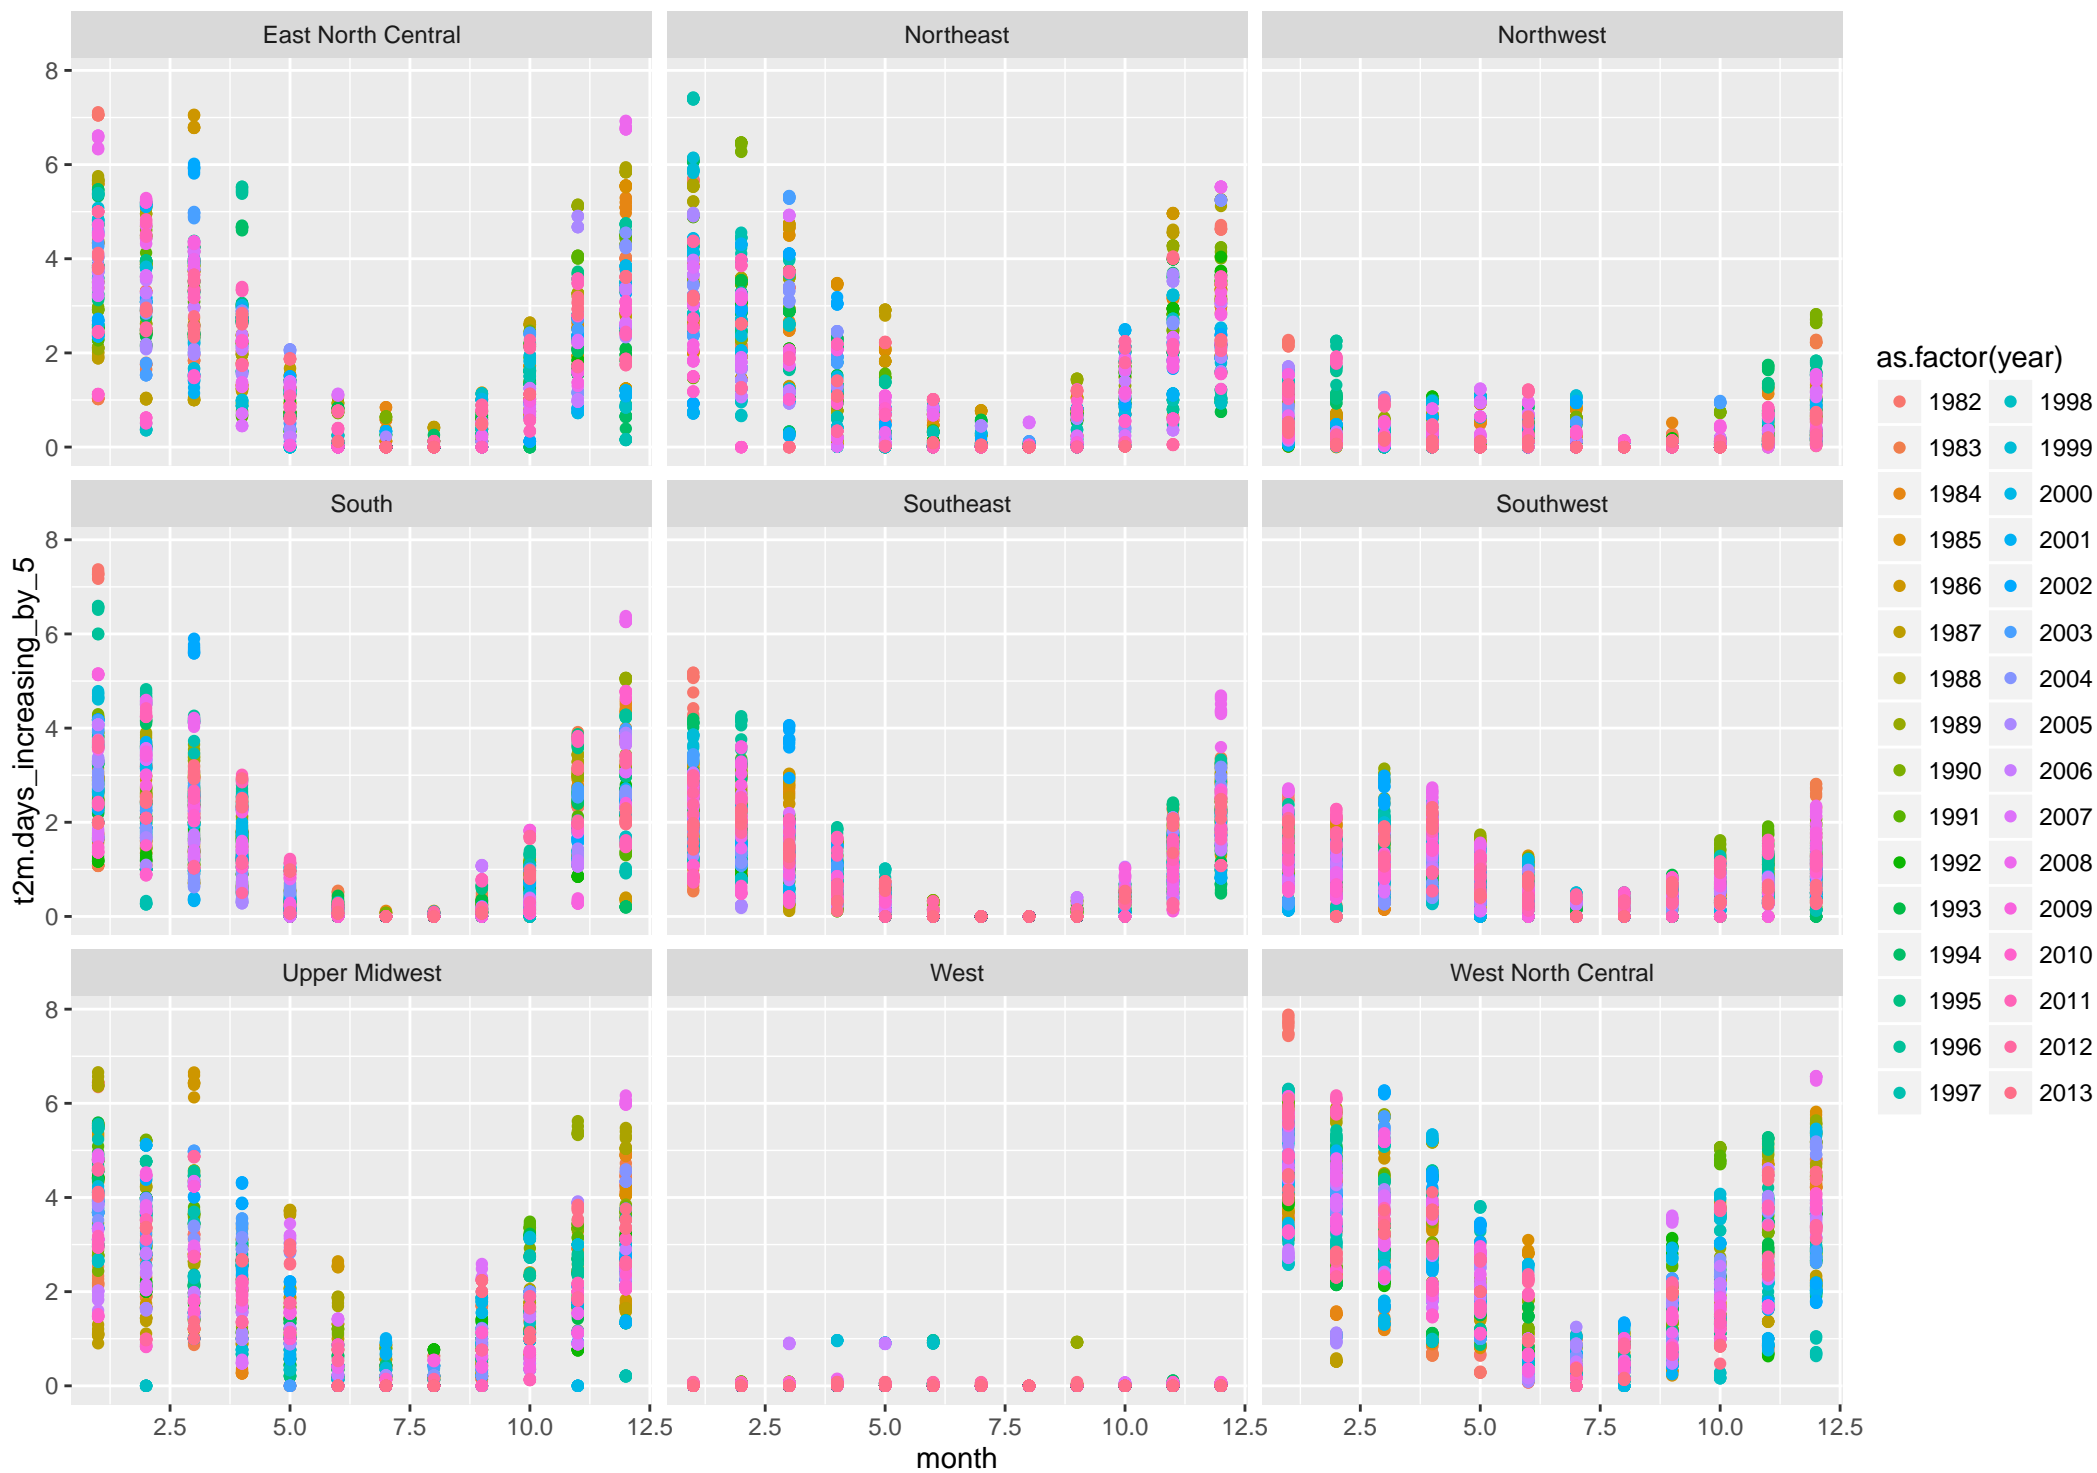 East North Central
Northeast
Northwest
8
6
4
2
0
South
Southeast
Southwest
8
6
4
2
0
Upper Midwest
West
West North Central
8
6
4
2
0
2.5 5.0 7.5 10.0 12.5
2.5 5.0 7.5 10.0 12.5
2.5 5.0 7.5 10.0 12.5
month
t2m.days_increasing_by_5
as.factor(year)
1982 1998
1983 1999
1984 2000
1985 2001
1986 2002
1987 2003
1988 2004
1989 2005
1990 2006
1991 2007
1992 2008
1993 2009
1994 2010
1995 2011
1996 2012
1997 2013